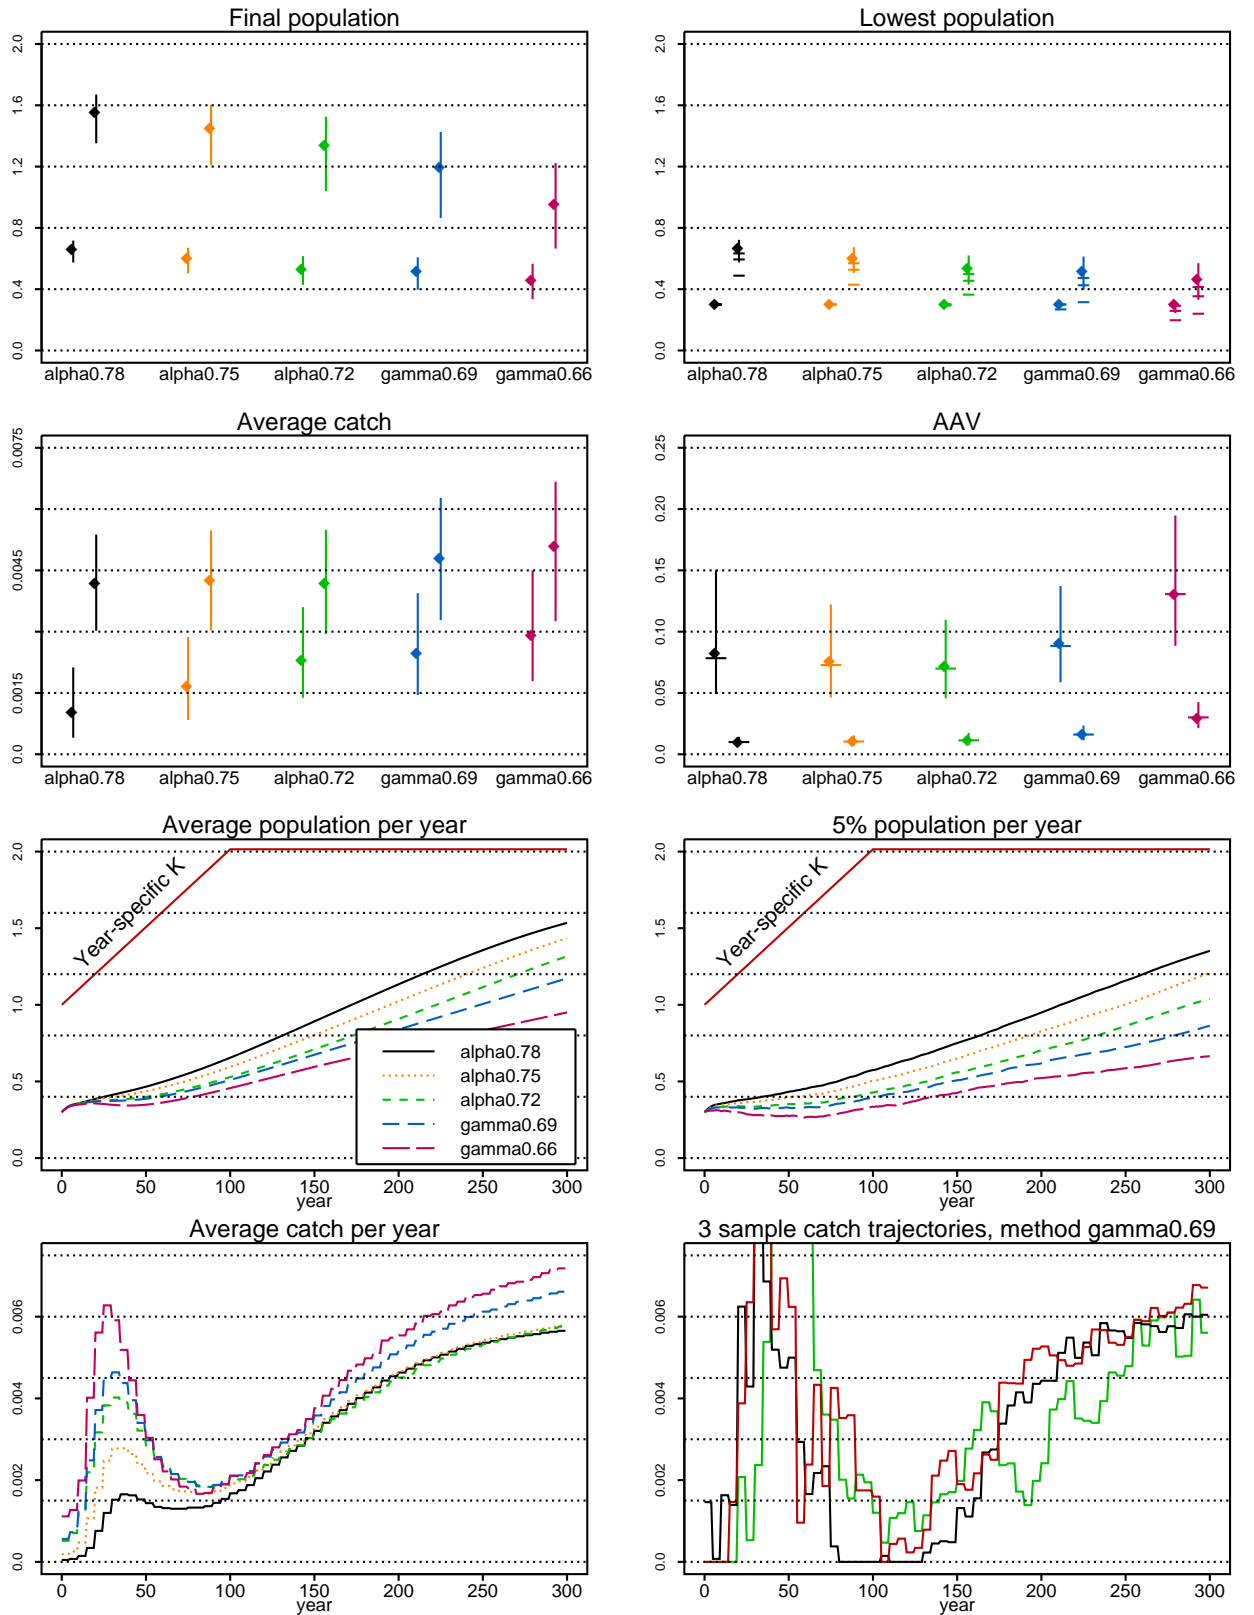 Final population
0.0 0.4 0.8 1.2 1.6 2.0
alpha0.78 alpha0.75 alpha0.72 gamma0.69 gamma0.66
Lowest population
0.0 0.4 0.8 1.2 1.6 2.0
alpha0.78 alpha0.75 alpha0.72 gamma0.69 gamma0.66
Average catch
0.0 0.0015 0.0045 0.0075
alpha0.78 alpha0.75 alpha0.72 gamma0.69 gamma0.66
AAV
0.0 0.05 0.10 0.15 0.20 0.25
alpha0.78 alpha0.75 alpha0.72 gamma0.69 gamma0.66
Average population per year
0.0 0.5 1.0 1.5 2.0
Year-specific K
alpha0.78
alpha0.75
alpha0.72
gamma0.69
gamma0.66
0 50 100 150 200 250 300
year
5% population per year
0.0 0.5 1.0 1.5 2.0
Year-specific K
0 50 100 150 200 250 300
year
Average catch per year
0.0 0.002 0.004 0.006
0 50 100 150 200 250 300
year
3 sample catch trajectories, method gamma0.69
0.0 0.002 0.004 0.006
0 50 100 150 200 250 300
year